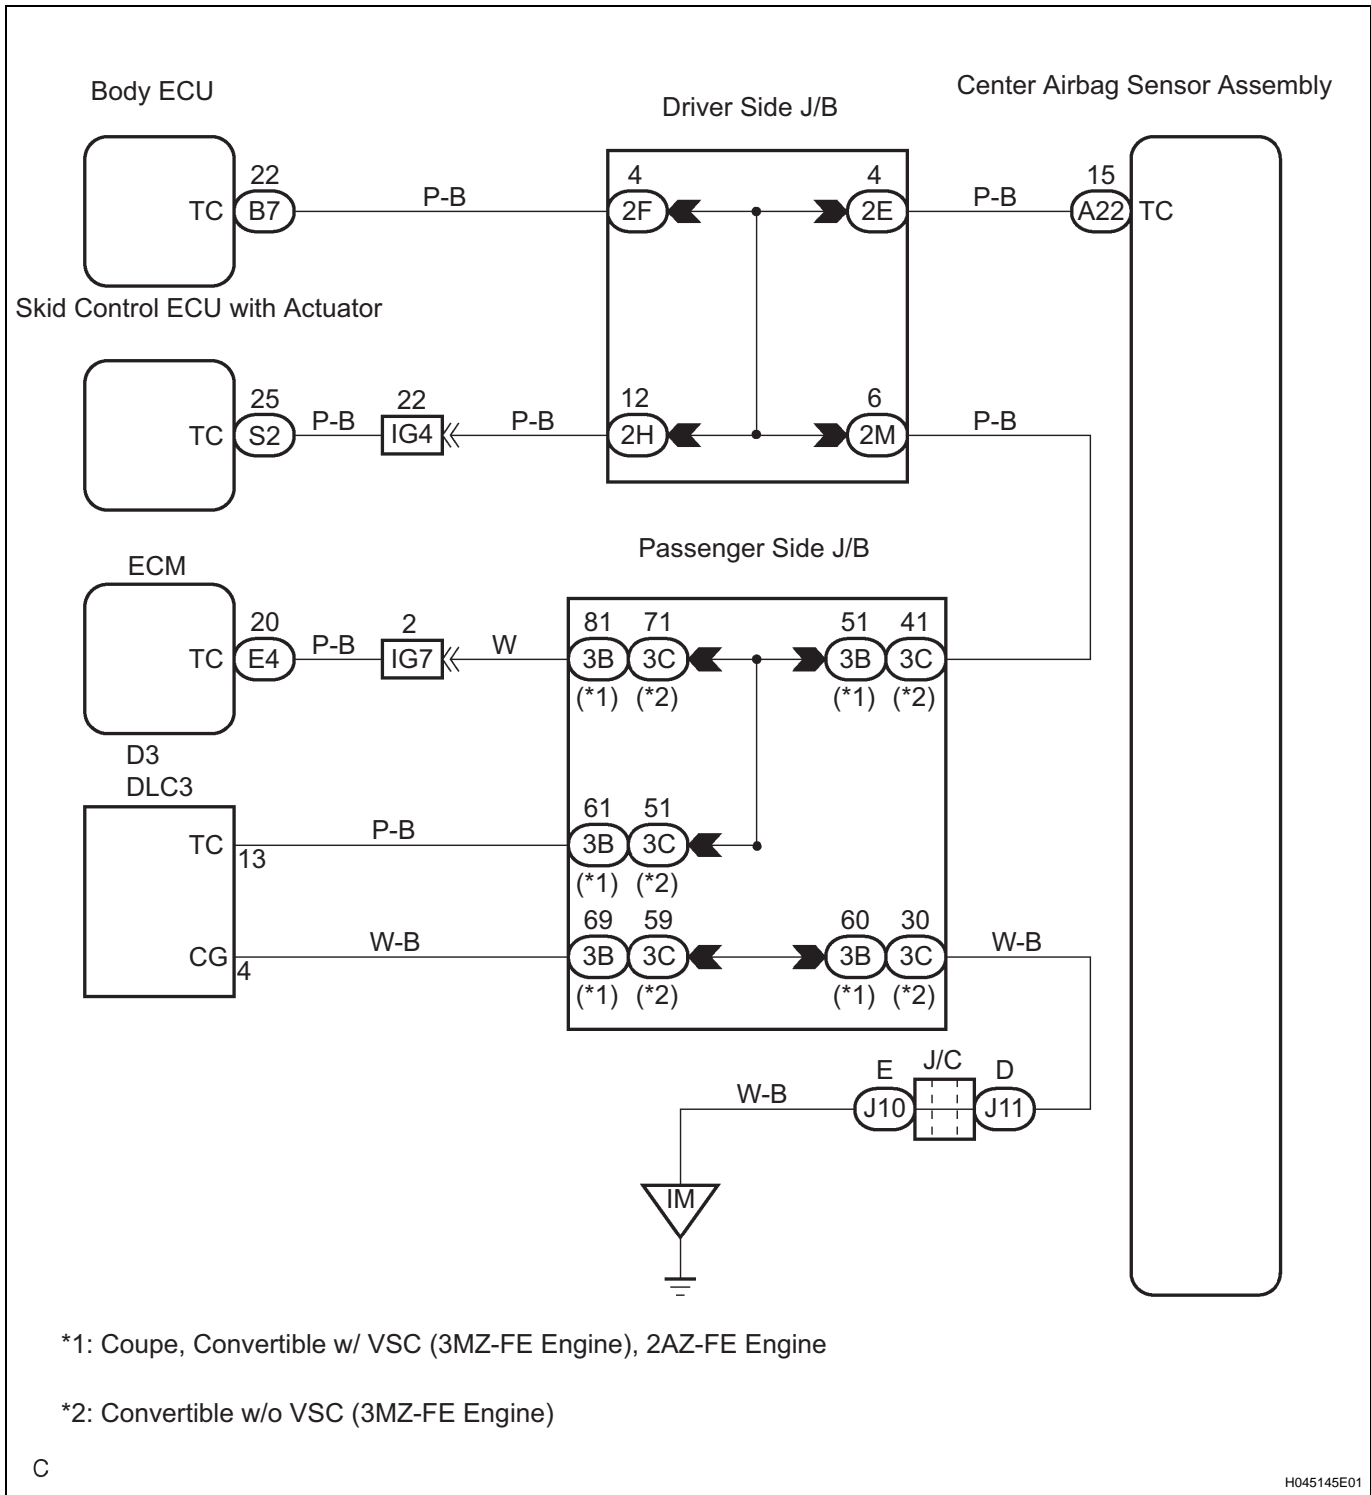 Body ECU
Center Airbag Sensor Assembly
Driver Side J/B
22
4
4
15
TC
B7
P-B
2F
2E
P-B
A22
TC
Skid Control ECU with Actuator
25
22
12
6
TC
S2
P-B
IG4
P-B
2H
2M
P-B
Passenger Side J/B
ECM
20
2
81
71
51
41
TC
E4
P-B
IG7
W
3B
3C
3B
3C
(*1)
(*2)
(*1)
(*2)
D3
DLC3
61
51
TC
13
P-B
3B
3C
(*1)
(*2)
69
59
60
30
CG
4
W-B
3B
3C
3B
3C
W-B
(*1)
(*2)
(*1)
(*2)
E
J/C
D
W-B
J10
J11
IM
*1: Coupe, Convertible w/ VSC (3MZ-FE Engine), 2AZ-FE Engine
*2: Convertible w/o VSC (3MZ-FE Engine)
C
H045145E01